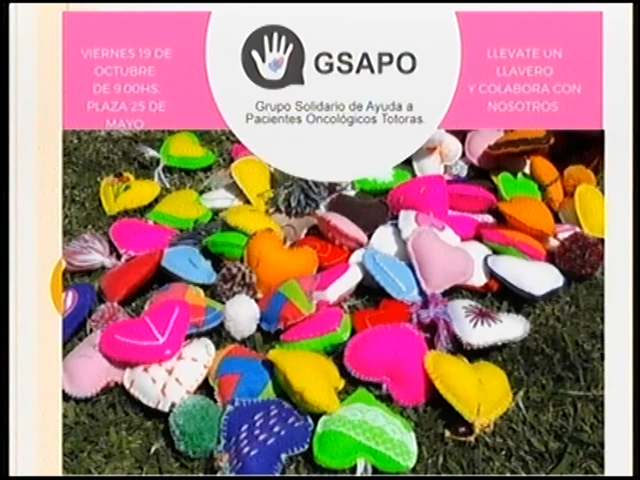 VIERNES 19 DE
OCTUBRE
DE 9:00HS.
PLAZA 25 DE
MAYO
GSAPO
Grupo Solidario de Ayuda a
Pacientes Oncológicos Totoras.
LLEVATE UN
LLAVERO
Y COLABORA CON
NOSOTROS